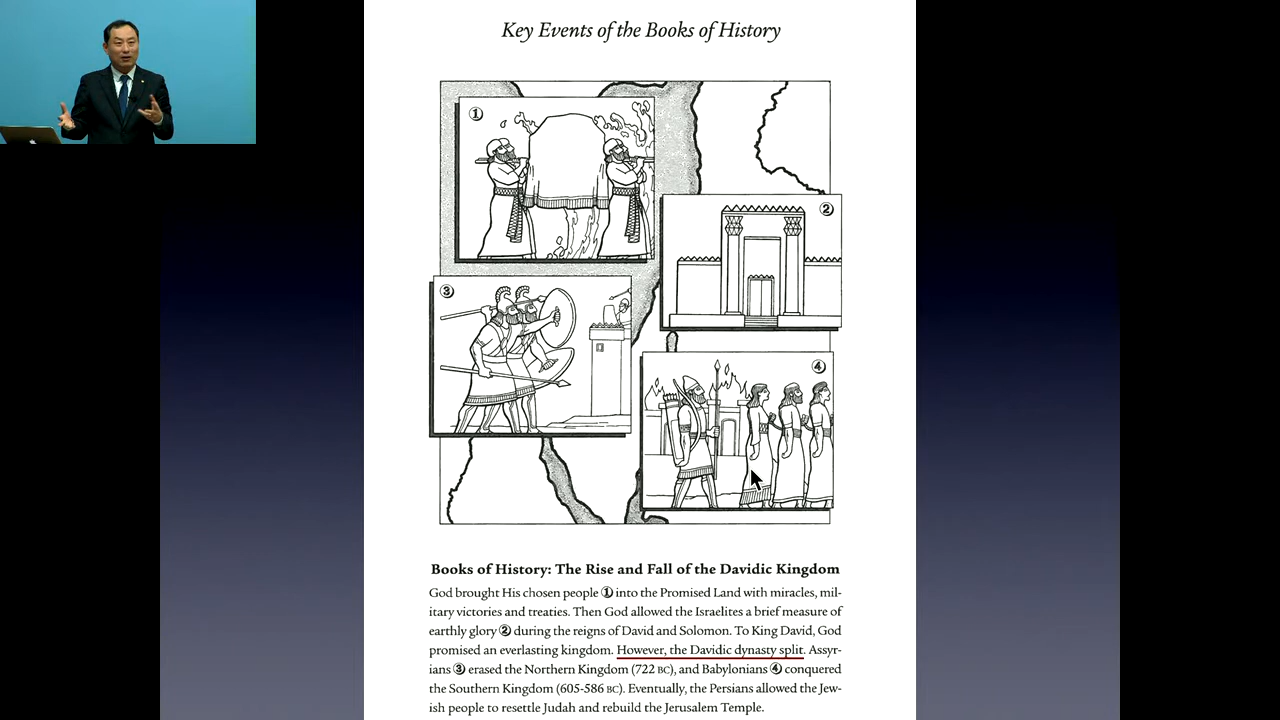 Key Events of the Books of History
①
②
③
④
Books of History: The Rise and Fall of the Davidic Kingdom
God brought His chosen people ① into the Promised Land with miracles, mil-
itary victories and treaties. Then God allowed the Israelites a brief measure of
earthly glory ② during the reigns of David and Solomon. To King David, God
promised an everlasting kingdom. However, the Davidic dynasty split. Assyr-
ians ③ erased the Northern Kingdom (722 BC), and Babylonians ④ conquered
the Southern Kingdom (605-586 BC). Eventually, the Persians allowed the Jew-
ish people to resettle Judah and rebuild the Jerusalem Temple.